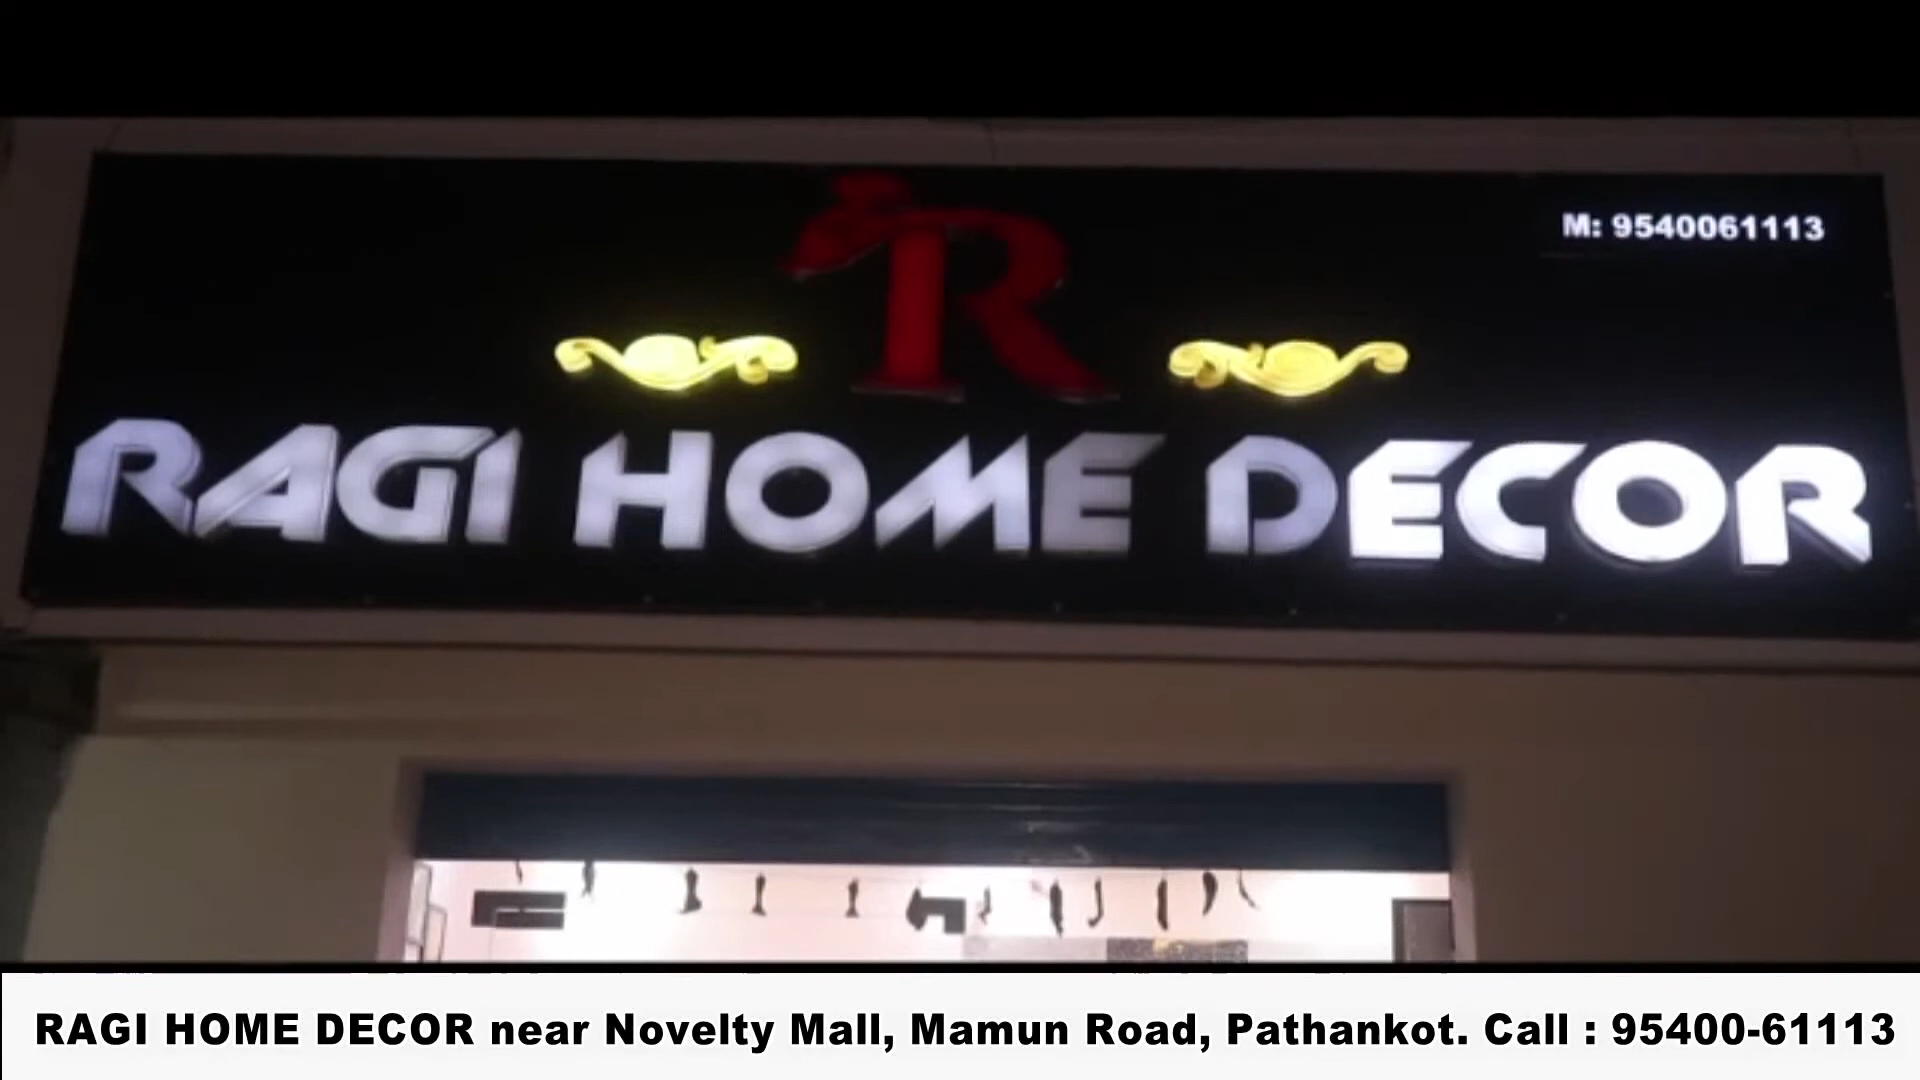 R
M: 9540061113
RAGI HOME DECOR
RAGI HOME DECOR near Novelty Mall, Mamun Road, Pathankot. Call : 95400-61113